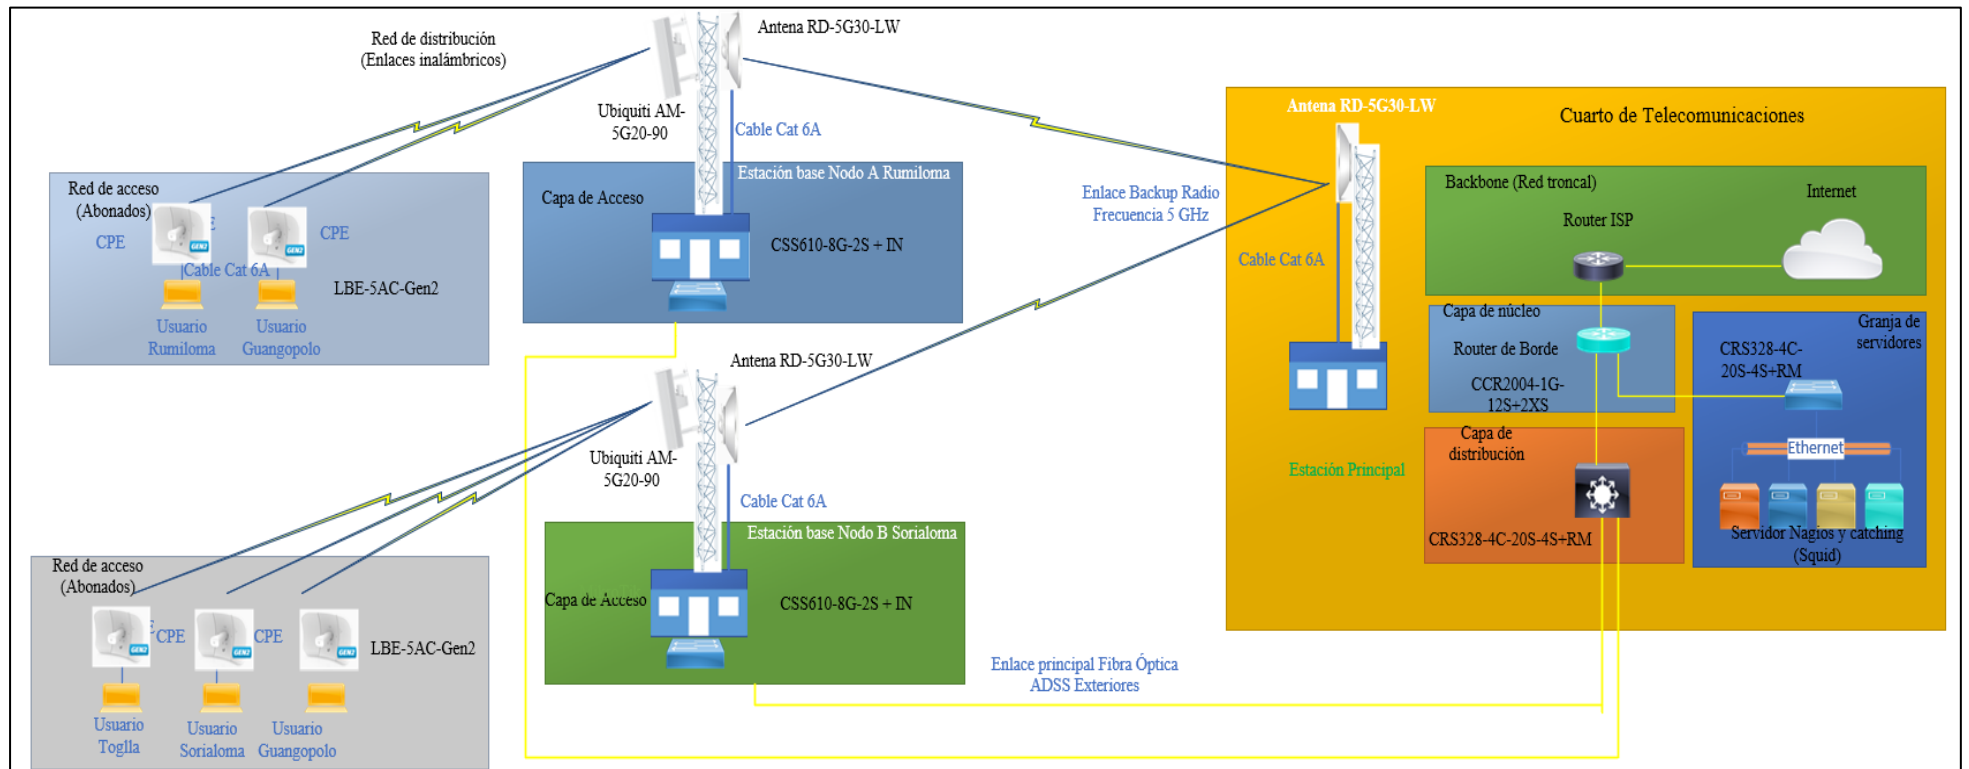 Red de distribución
(Enlaces inalámbricos)
Antena RD-5G30-LW
Ubiquiti AM-
5G20-90
Cable Cat 6A
Estación base Nodo A Rumiloma
Capa de Acceso
CSS610-8G-2S + IN
Red de acceso
(Abonados)
CPE
CPE
Cable Cat 6A
LBE-5AC-Gen2
Usuario
Rumiloma
Usuario
Guangopolo
Enlace Backup Radio
Frecuencia 5 GHz
Antena RD-5G30-LW
Ubiquiti AM-
5G20-90
Cable Cat 6A
Estación base Nodo B Sorialoma
Capa de Acceso
CSS610-8G-2S + IN
Red de acceso
(Abonados)
CPE
CPE
LBE-5AC-Gen2
Usuario
Toglla
Usuario
Sorialoma
Usuario
Guangopolo
Enlace principal Fibra Óptica
ADSS Exteriores
Antena RD-5G30-LW
Cuarto de Telecomunicaciones
Cable Cat 6A
Estación Principal
Backbone (Red troncal)
Internet
Router ISP
Capa de núcleo
Router de Borde
CCR2004-1G-
12S+2XS
Granja de
servidores
CRS328-4C-
20S-4S+RM
Ethernet
Servidor Nagios y catching
(Squid)
Capa de
distribución
CRS328-4C-20S-4S+RM
GEN2
GEN2
GEN2
GEN2
GEN2